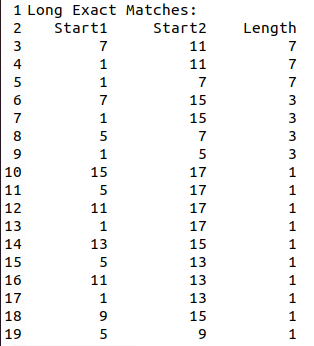 1 Long Exact Matches:
2 Start1 Start2 Length
3 7 11 7
4 1 11 7
5 1 7 7
6 7 15 3
7 1 15 3
8 5 7 3
9 1 5 3
10 15 17 1
11 5 17 1
12 11 17 1
13 1 17 1
14 13 15 1
15 5 13 1
16 11 13 1
17 1 13 1
18 9 15 1
19 5 9 1